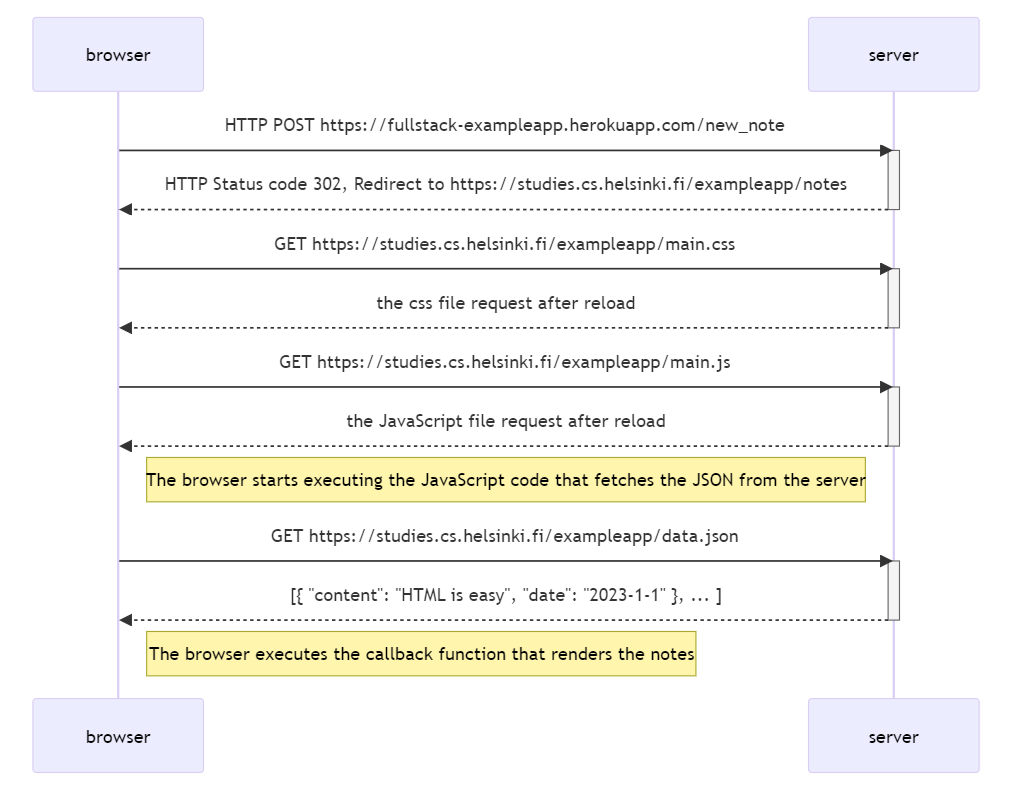 browser
server
HTTP POST https://fullstack-exampleapp.herokuapp.com/new_note
HTTP Status code 302, Redirect to https://studies.cs.helsinki.fi/exampleapp/notes
GET https://studies.cs.helsinki.fi/exampleapp/main.css
the css file request after reload
GET https://studies.cs.helsinki.fi/exampleapp/main.js
the JavaScript file request after reload
The browser starts executing the JavaScript code that fetches the JSON from the server
GET https://studies.cs.helsinki.fi/exampleapp/data.json
[{ "content": "HTML is easy", "date": "2023-1-1" }, ... ]
The browser executes the callback function that renders the notes
browser
server